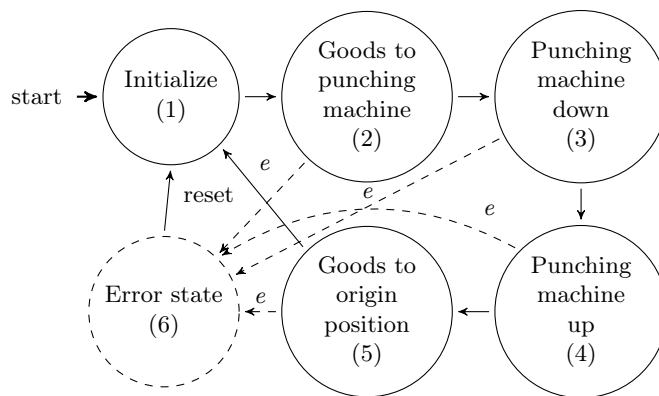 start
Initialize
(1)
Goods to
punching
machine
(2)
Punching
machine
down
(3)
e
e
reset
e
Error state
(6)
e
Goods to
origin
position
(5)
Punching
machine
up
(4)